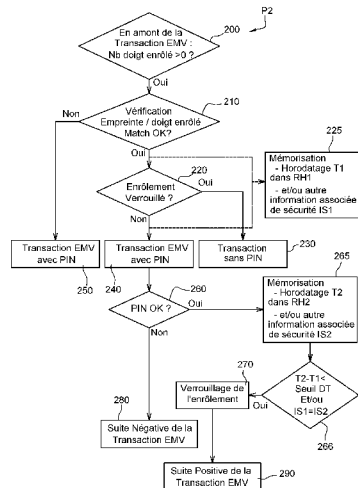 P2
En amont de la
Transaction EMV :
Nb doigt enrôlé >0 ?
200
Oui
Non
Vérification
Empreinte / doigt enrôlé
Match OK?
210
Oui
220
Enrôlement
Verrouillé ?
Oui
Non
225
Mémorisation
- Horodatage T1
dans RH1
- et/ou autre
information associée
de sécurité IS1
Transaction EMV
avec PIN
250
Transaction EMV
avec PIN
240
Transaction
sans PIN
230
260
PIN OK ?
Oui
Non
265
Mémorisation
- Horodatage T2
dans RH2
- et/ou autre
information associée
de sécurité IS2
T2-T1<
Seuil DT
Et/ou
IS1=IS2
266
Oui
270
Verrouillage de
l'enrôlement
280
Suite Négative de la
Transaction EMV
Suite Positive de la
Transaction EMV
290